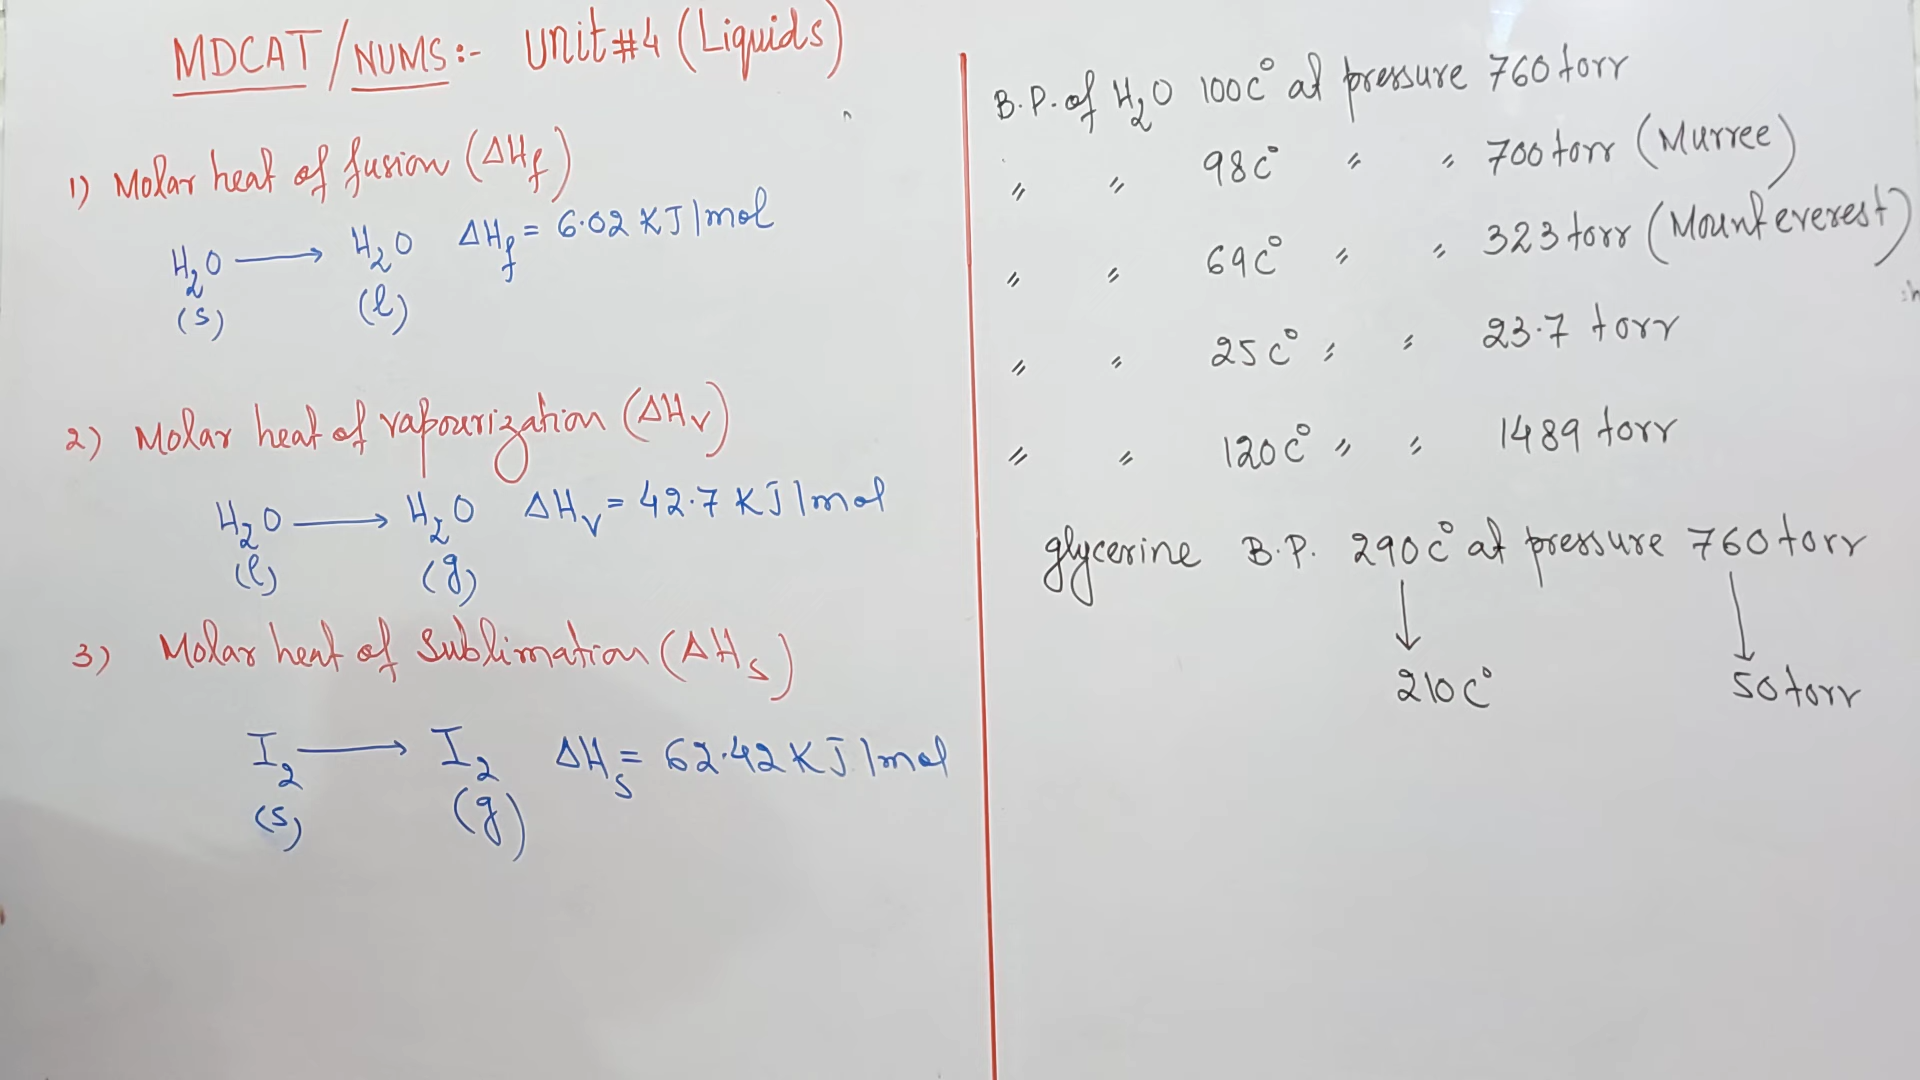 MDCAT/NUMS:- Unit#4 (Liquids)
1) Molar heat of fusion (ΔHf)
H2O ⟶ H2O ΔHf = 6.02 KJ/mol
(s) (l)
2) Molar heat of vapourization (ΔHv)
H2O ⟶ H2O ΔHv = 42.7 KJ/mol
(l) (g)
3) Molar heat of sublimation (ΔHs)
I2 ⟶ I2 ΔHs = 62.42 KJ/mol
(s) (g)
B.P. of H2O 100C° at pressure 760 torr
〃 〃 98C° 〃 〃 700 torr (Murree)
〃 〃 69C° 〃 〃 323 torr (Mount everest)
〃 〃 25C° 〃 〃 23.7 torr
〃 〃 120C° 〃 〃 1489 torr
glycerine B.P. 290C° at pressure 760 torr
↓ ↓
210C° 50 torr